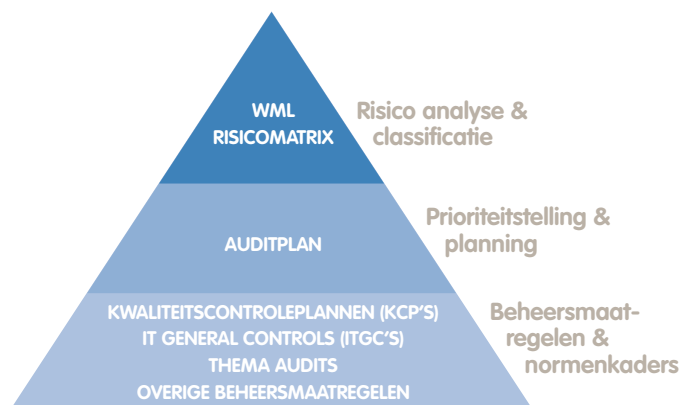 WML
RISICOMATRIX
Risico analyse &
classificatie
AUDITPLAN
Prioriteitstelling &
planning
KWALITEITSCONTROLEPLANNEN (KCP'S)
IT GENERAL CONTROLS (ITGC'S)
THEMA AUDITS
OVERIGE BEHEERSMAATREGELEN
Beheersmaat-
regelen &
normenkaders